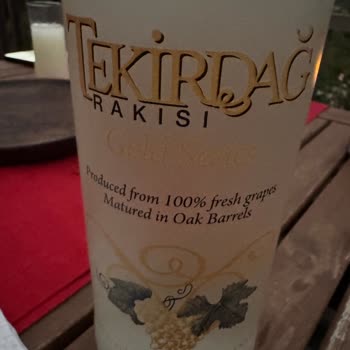 TEKİRDAĞ
RAKISI
Gold Series
Produced from 100% fresh grapes
Matured in Oak Barrels